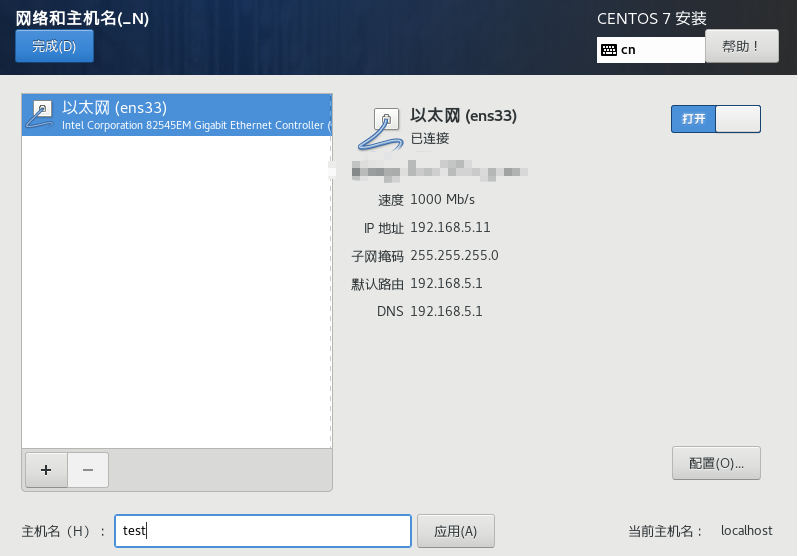 网络和主机名(_N)
CENTOS 7 安装
完成(D)
cn
帮助！
以太网 (ens33)
Intel Corporation 82545EM Gigabit Ethernet Controller (
以太网 (ens33)
已连接
打开
速度 1000 Mb/s
IP 地址 192.168.5.11
子网掩码 255.255.255.0
默认路由 192.168.5.1
DNS 192.168.5.1
+
−
配置(O)...
主机名（H）： test
应用(A)
当前主机名： localhost